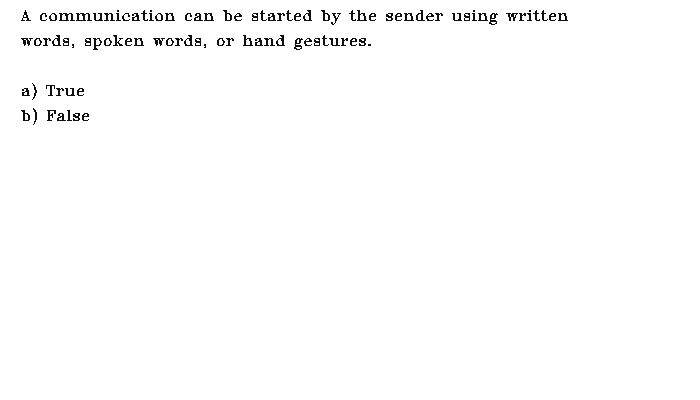 A communication can be started by the sender using written
words, spoken words, or hand gestures.
a) True
b) False